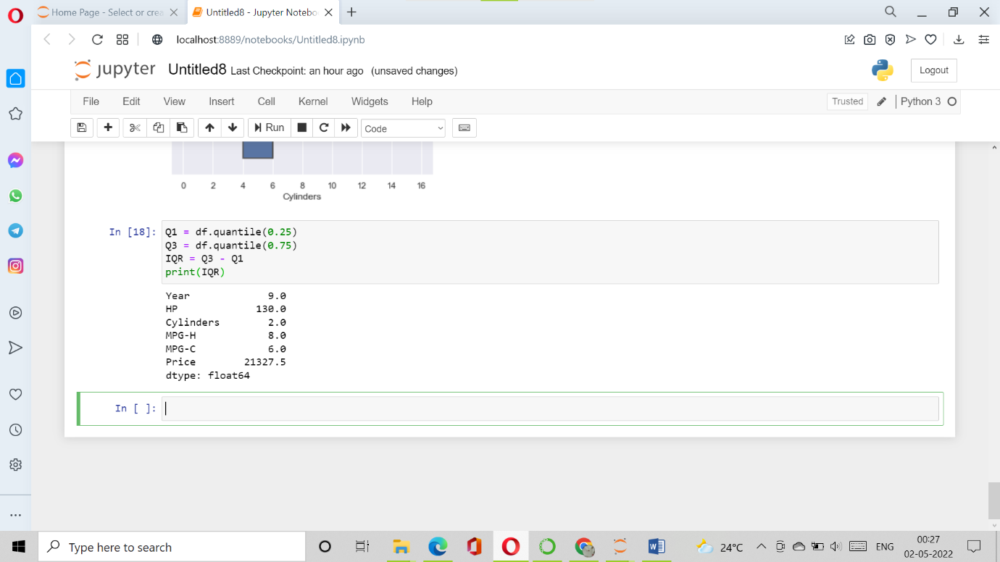 Home Page - Select or crea
Untitled8 - Jupyter Notebo
localhost:8889/notebooks/Untitled8.ipynb
jupyter Untitled8 Last Checkpoint: an hour ago (unsaved changes)
Logout
File Edit View Insert Cell Kernel Widgets Help
Trusted Python 3
Run Code
0 2 4 6 8 10 12 14 16
Cylinders
In [18]: Q1 = df.quantile(0.25)
Q3 = df.quantile(0.75)
IQR = Q3 - Q1
print(IQR)
Year 9.0
HP 130.0
Cylinders 2.0
MPG-H 8.0
MPG-C 6.0
Price 21327.5
dtype: float64
In [ ]:
Type here to search
24°C
ENG
00:27
02-05-2022